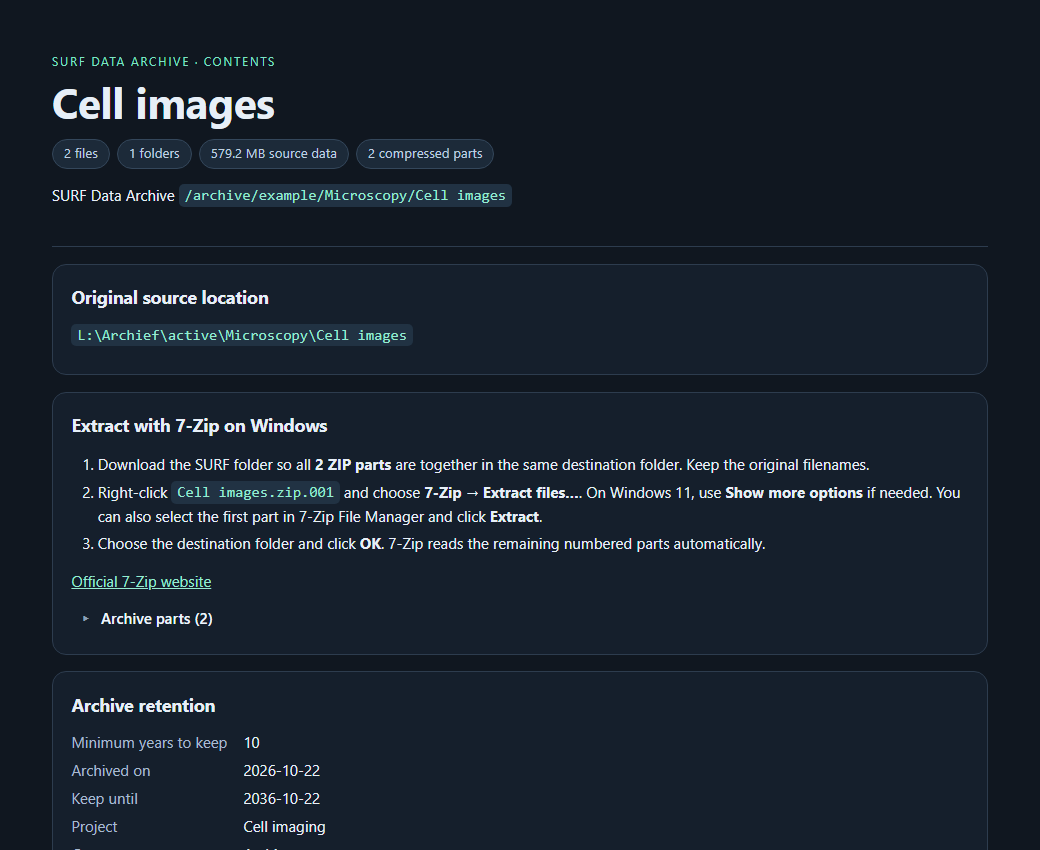 SURF DATA ARCHIVE · CONTENTS
Cell images
2 files 1 folders 579.2 MB source data 2 compressed parts
SURF Data Archive /archive/example/Microscopy/Cell images
Original source location
L:\Archief\active\Microscopy\Cell images
Extract with 7-Zip on Windows
1. Download the SURF folder so all 2 ZIP parts are together in the same destination folder. Keep the original filenames.
2. Right-click Cell images.zip.001 and choose 7-Zip → Extract files.... On Windows 11, use Show more options if needed. You
can also select the first part in 7-Zip File Manager and click Extract.
3. Choose the destination folder and click OK. 7-Zip reads the remaining numbered parts automatically.
Official 7-Zip website
▸ Archive parts (2)
Archive retention
Minimum years to keep 10
Archived on 2026-10-22
Keep until 2036-10-22
Project Cell imaging